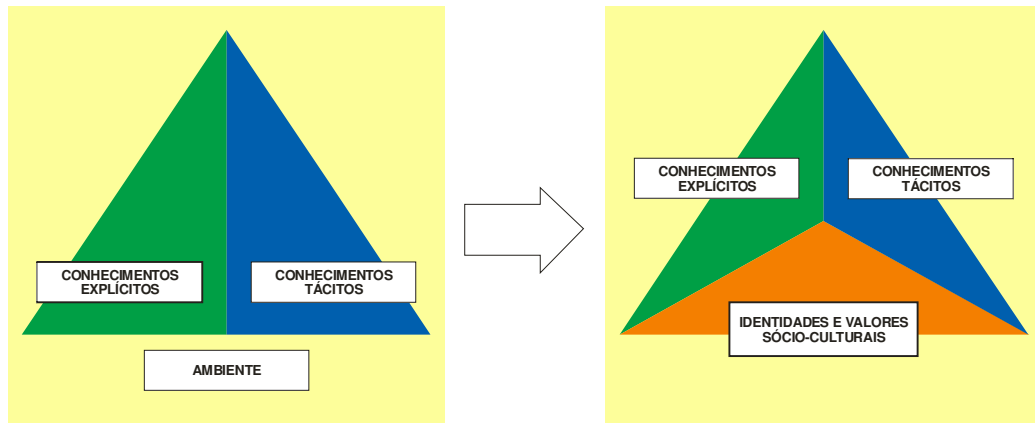 CONHECIMENTOS
EXPLÍCITOS
CONHECIMENTOS
TÁCITOS
AMBIENTE
CONHECIMENTOS
EXPLÍCITOS
CONHECIMENTOS
TÁCITOS
IDENTIDADES E VALORES
SÓCIO-CULTURAIS